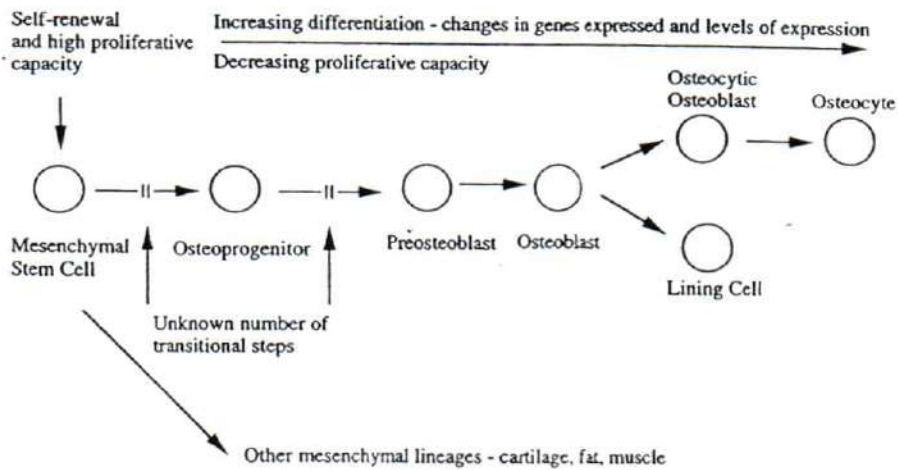 Self-renewal
and high proliferative
capacity
Increasing differentiation - changes in genes expressed and levels of expression
Decreasing proliferative capacity
Osteocytic
Osteoblast
Osteocyte
Mesenchymal
Stem Cell
Osteoprogenitor
Preosteoblast
Osteoblast
Lining Cell
Unknown number of
transitional steps
Other mesenchymal lineages - cartilage, fat, muscle